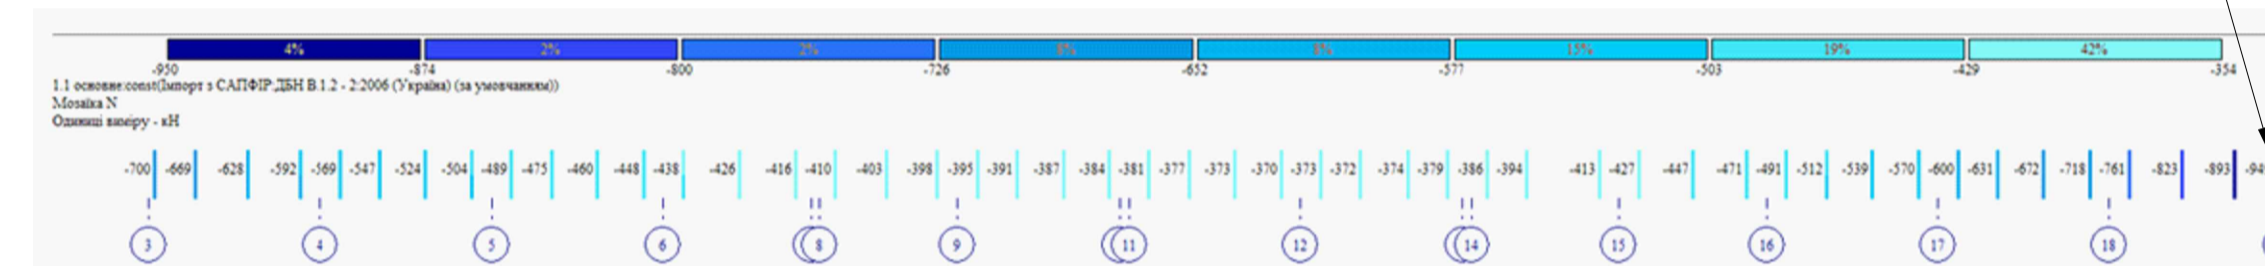 4% 2% 2% 8% 8% 15% 19% 42%
-950 -874 -800 -726 -652 -577 -503 -429 -354
1.1 основне:const(Імпорт з САПФІР:ДБН В.1.2 - 2:2006 (Україна) (за умовчанням))
Мозаїка N
Одиниці виміру - кН
-700 -669 -628 -592 -569 -547 -524 -504 -489 -475 -460 -448 -438 -426 -416 -410 -403 -398 -395 -391 -387 -384 -381 -377 -373 -370 -373 -372 -374 -379 -386 -394 -413 -427 -447 -471 -491 -512 -539 -570 -600 -631 -672 -718 -761 -823 -893
3 4 5 6 8 9 11 12 14 15 16 17 18